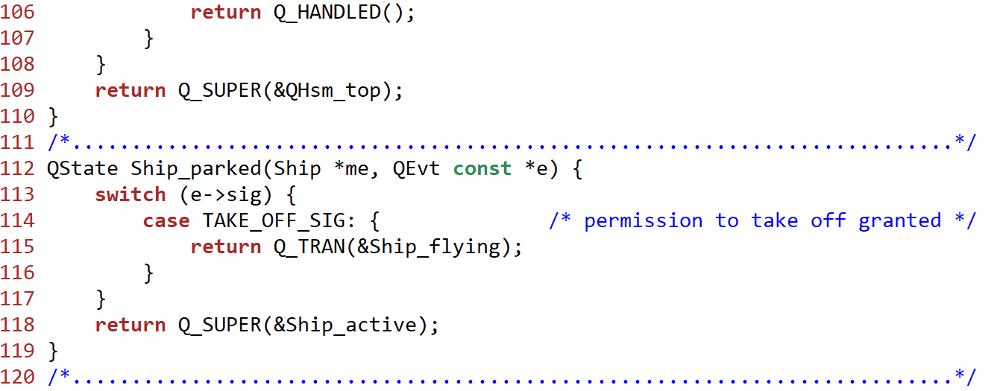 106             return Q_HANDLED();
107         }
108     }
109     return Q_SUPER(&QHsm_top);
110 }
111 /*..........................................................................*/
112 QState Ship_parked(Ship *me, QEvt const *e) {
113     switch (e->sig) {
114         case TAKE_OFF_SIG: {              /* permission to take off granted */
115             return Q_TRAN(&Ship_flying);
116         }
117     }
118     return Q_SUPER(&Ship_active);
119 }
120 /*..........................................................................*/